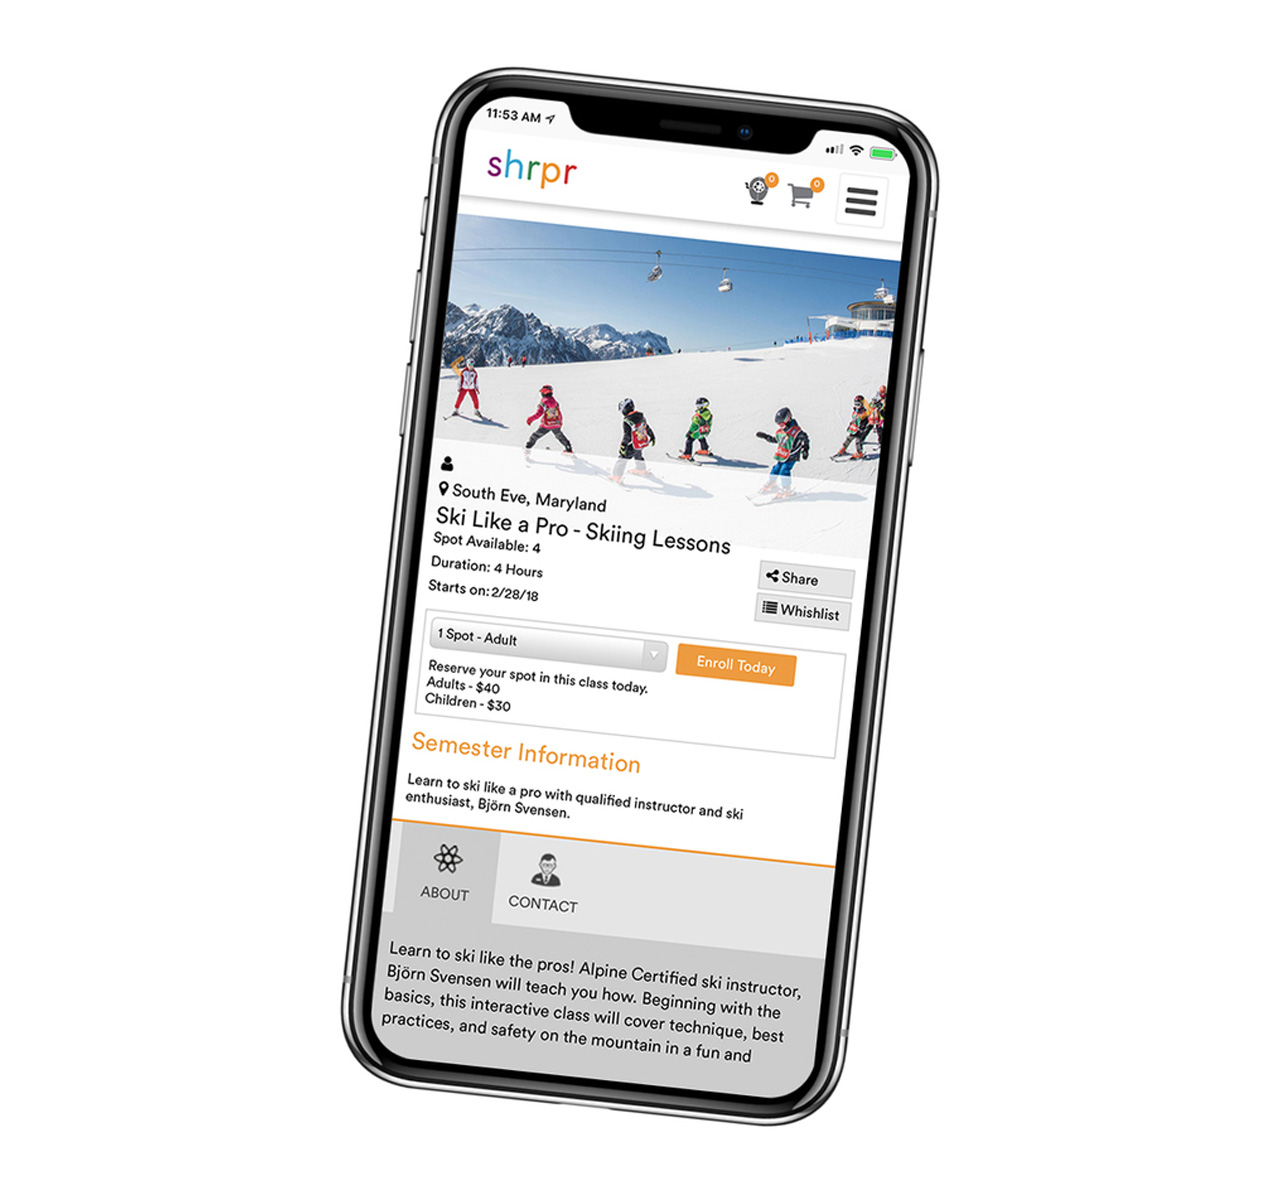 11:53 AM
shrpr
0
0
South Eve, Maryland
Ski Like a Pro - Skiing Lessons
Spot Available: 4
Duration: 4 Hours
Starts on: 2/28/18
Share
Whishlist
1 Spot - Adult
Enroll Today
Reserve your spot in this class today.
Adults - $40
Children - $30
Semester Information
Learn to ski like a pro with qualified instructor and ski
enthusiast, Björn Svensen.
ABOUT
CONTACT
Learn to ski like the pros! Alpine Certified ski instructor,
Björn Svensen will teach you how. Beginning with the
basics, this interactive class will cover technique, best
practices, and safety on the mountain in a fun and